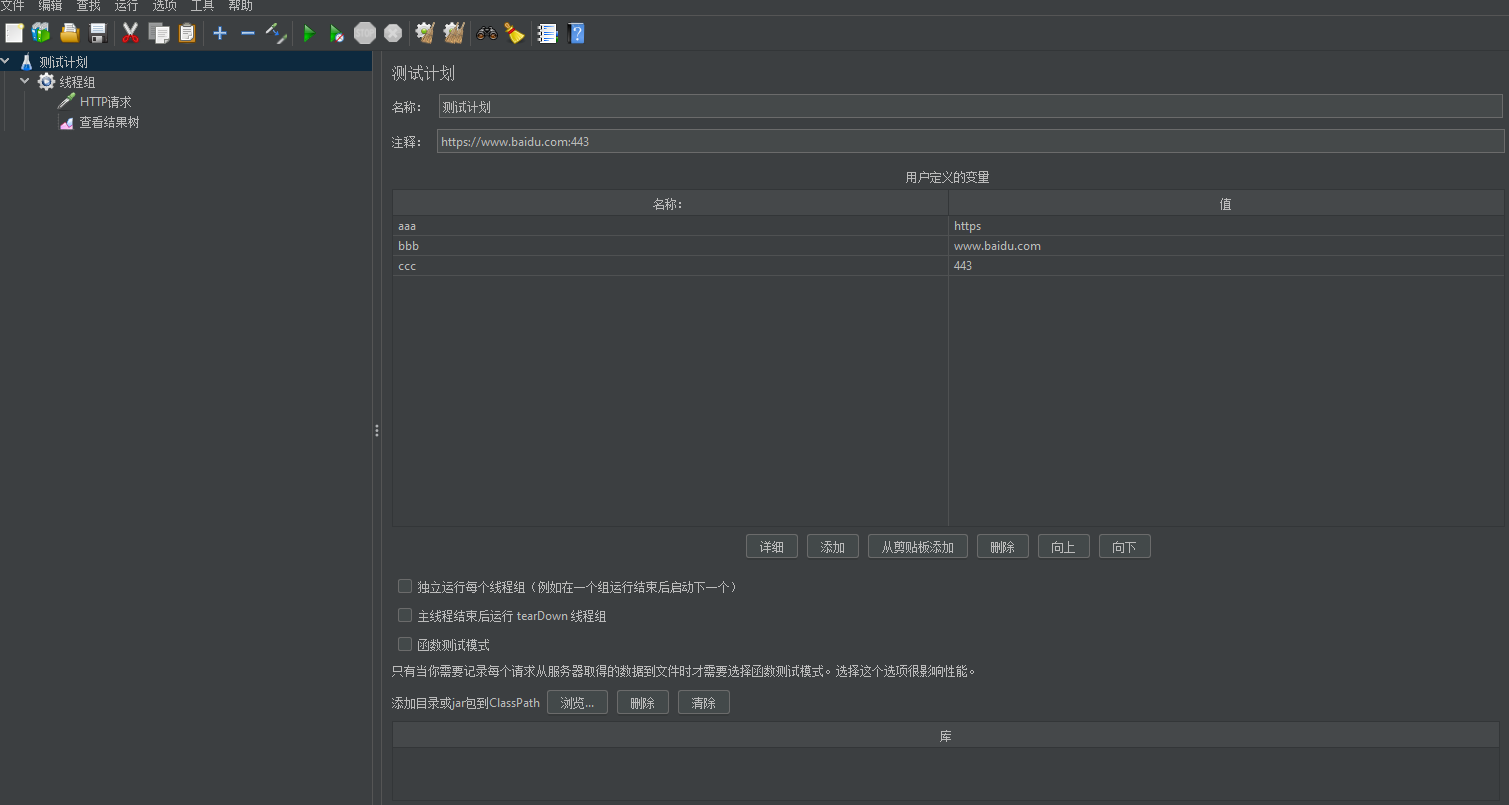 文件 编辑 查找 运行 选项 工具 帮助
STOP
测试计划
线程组
HTTP请求
查看结果树
测试计划
名称： 测试计划
注释： https://www.baidu.com:443
用户定义的变量
名称： 值
aaa https
bbb www.baidu.com
ccc 443
详细 添加 从剪贴板添加 删除 向上 向下
独立运行每个线程组（例如在一个组运行结束后启动下一个）
主线程结束后运行 tearDown 线程组
函数测试模式
只有当你需要记录每个请求从服务器取得的数据到文件时才需要选择函数测试模式。选择这个选项很影响性能。
添加目录或jar包到ClassPath 浏览... 删除 清除
库